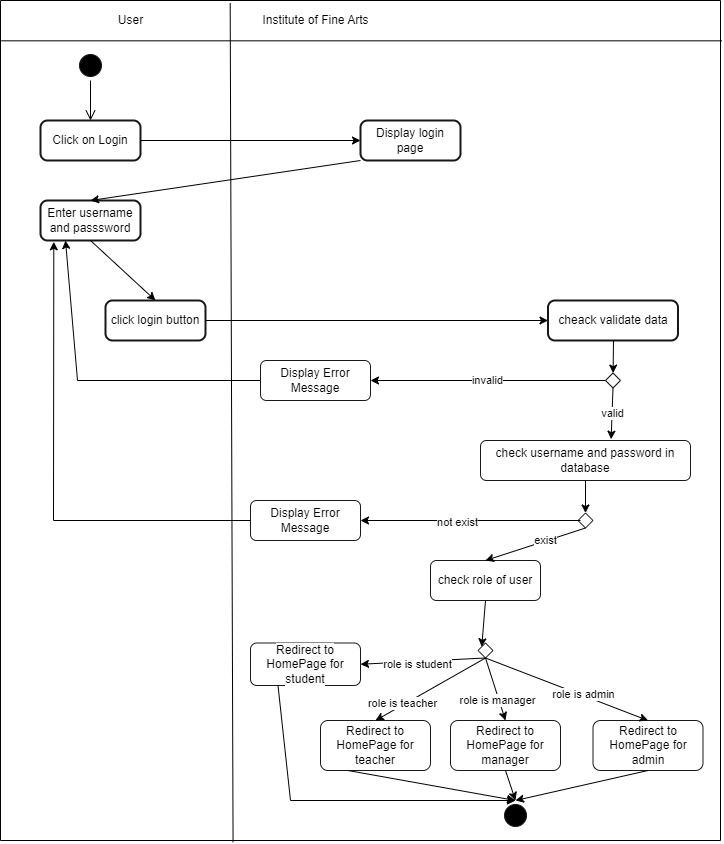 User
Institute of Fine Arts
Click on Login
Display login
page
Enter username
and passsword
click login button
cheack validate data
Display Error
Message
invalid
valid
check username and password in
database
Display Error
Message
not exist
exist
check role of user
Redirect to
HomePage for
student
role is student
role is teacher
role is manager
role is admin
Redirect to
HomePage for
teacher
Redirect to
HomePage for
manager
Redirect to
HomePage for
admin